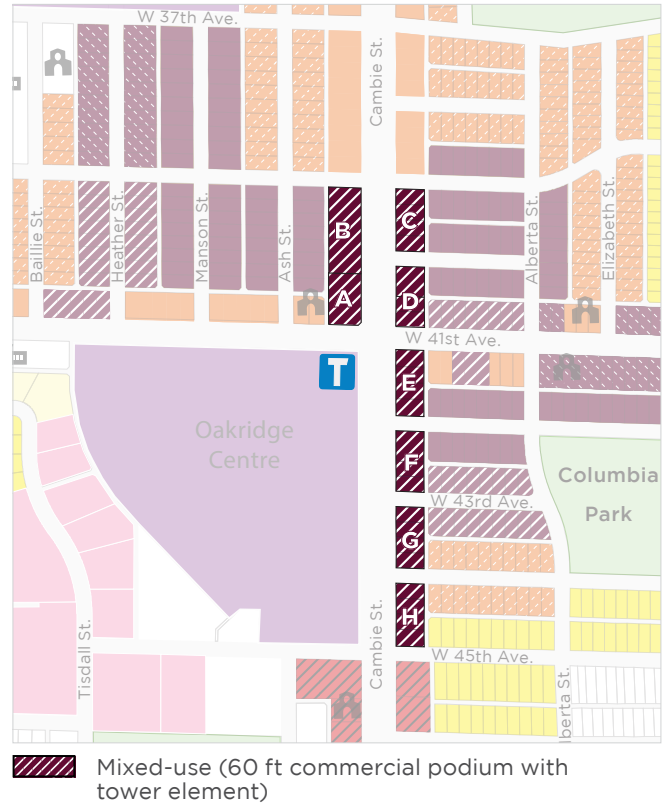 W 37th Ave.
Cambie St.
Baillie St.
Heather St.
Manson St.
Ash St.
B
A
C
D
Alberta St.
Elizabeth St.
W 41st Ave.
T
E
Oakridge
Centre
F
Columbia
Park
W 43rd Ave.
G
H
Tisdall St.
Cambie St.
W 45th Ave.
lberta St.
Mixed-use (60 ft commercial podium with
tower element)